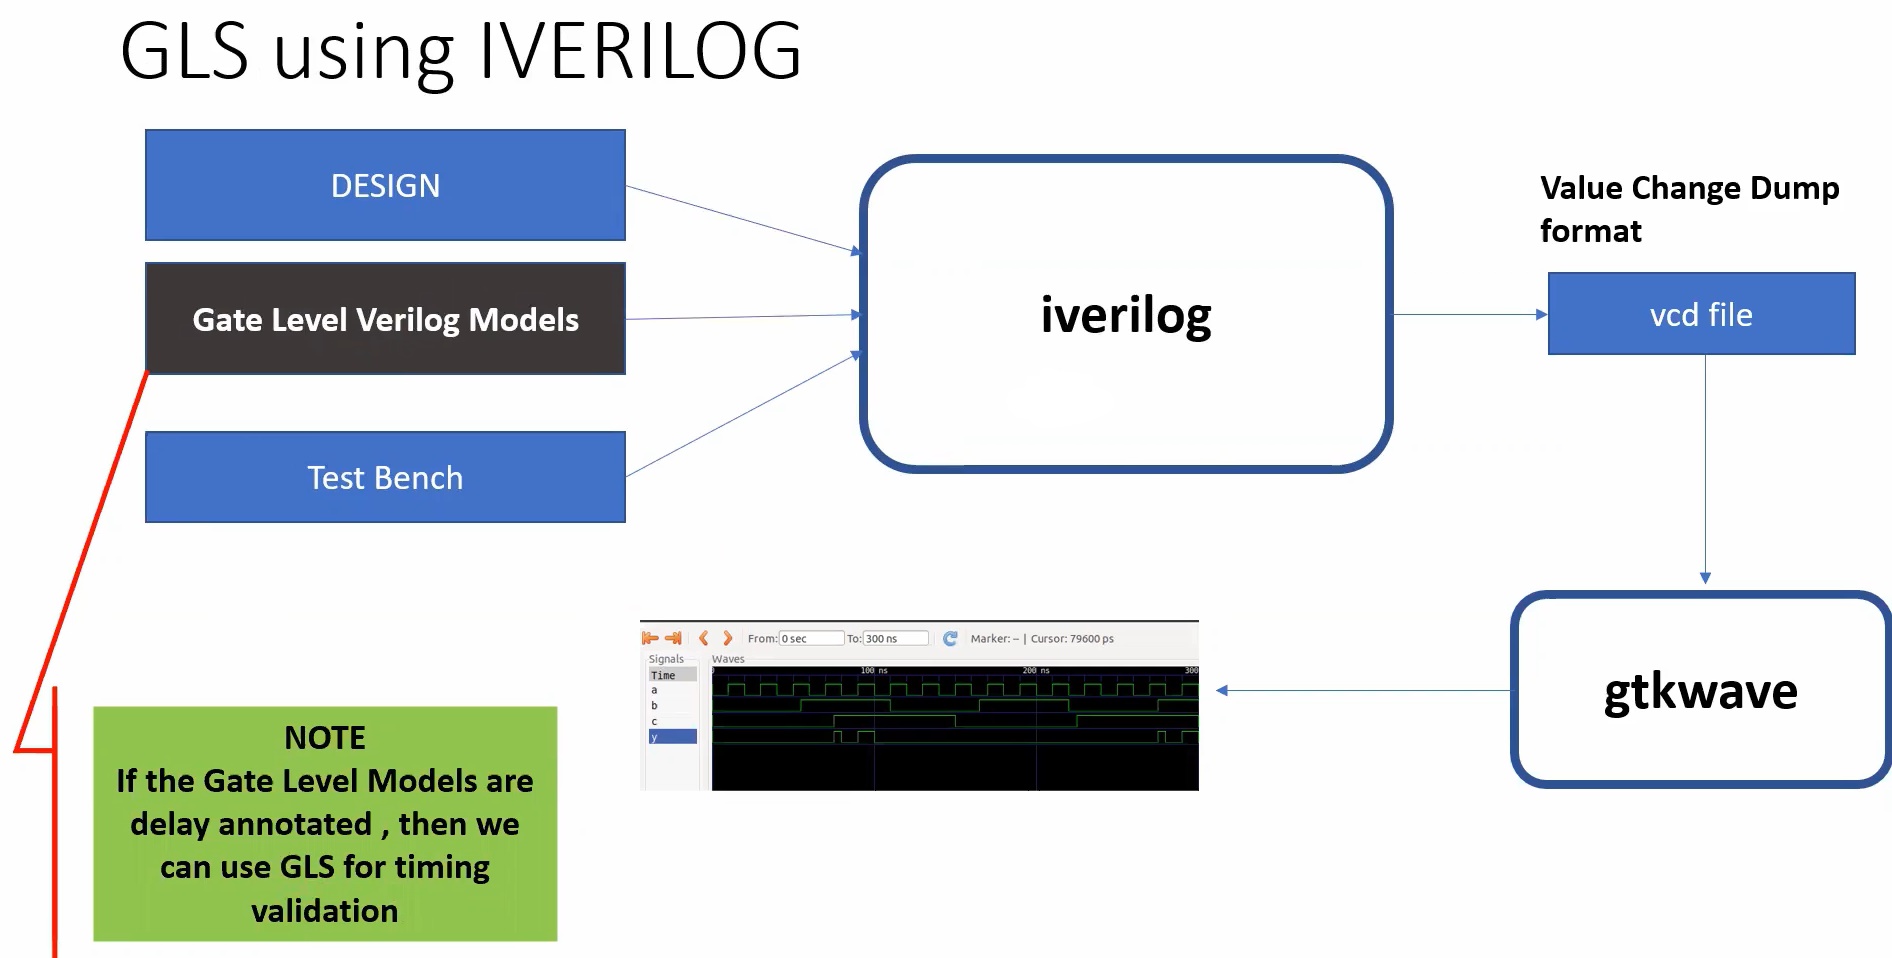 GLS using IVERILOG
DESIGN
Gate Level Verilog Models
Test Bench
iverilog
Value Change Dump
format
vcd file
gtkwave
From: 0 sec To: 300 ns Marker: -- | Cursor: 79600 ps
Signals Waves
Time 0 100 ns 200 ns 300
a
b
c
y
NOTE
If the Gate Level Models are
delay annotated , then we
can use GLS for timing
validation